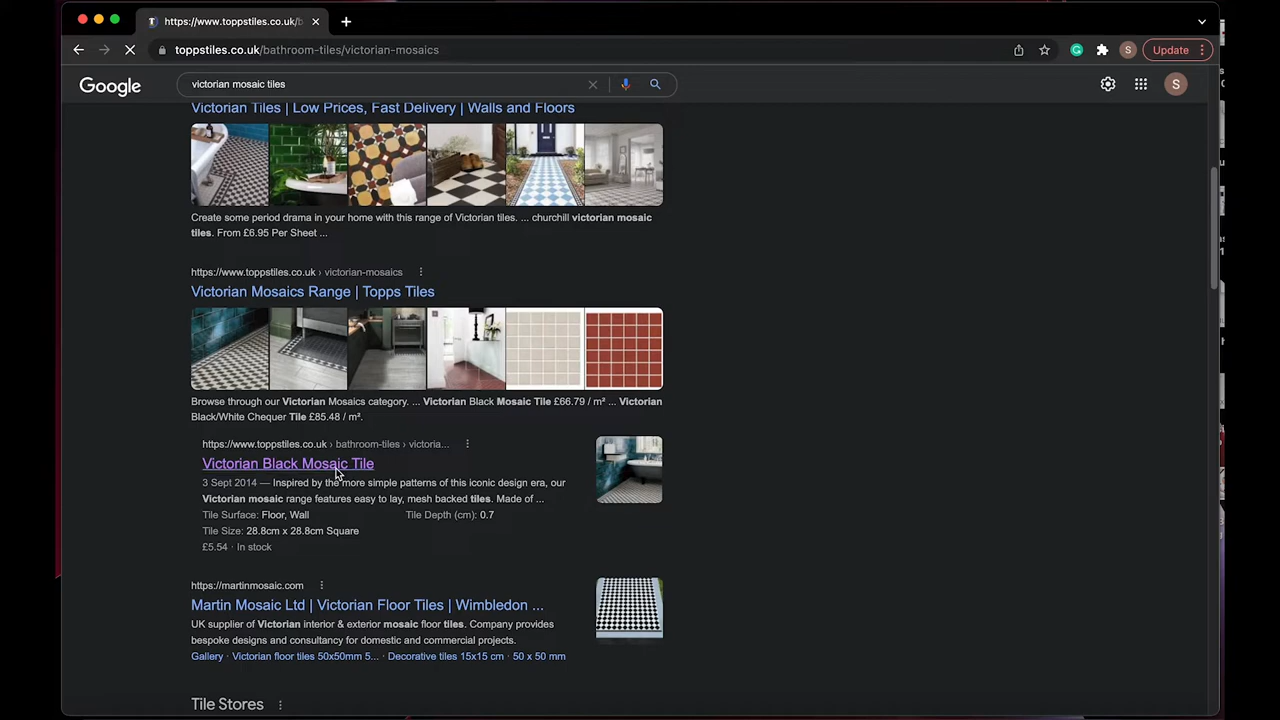 https://www.toppstiles.co.uk/b
toppstiles.co.uk/bathroom-tiles/victorian-mosaics
S
Update
Google
victorian mosaic tiles
S
Victorian Tiles | Low Prices, Fast Delivery | Walls and Floors
Create some period drama in your home with this range of Victorian tiles. ... churchill victorian mosaic
tiles. From £6.95 Per Sheet ...
https://www.toppstiles.co.uk › victorian-mosaics
Victorian Mosaics Range | Topps Tiles
Browse through our Victorian Mosaics category. ... Victorian Black Mosaic Tile £66.79 / m² ... Victorian
Black/White Chequer Tile £85.48 / m².
https://www.toppstiles.co.uk › bathroom-tiles › victoria...
Victorian Black Mosaic Tile
3 Sept 2014 — Inspired by the more simple patterns of this iconic design era, our
Victorian mosaic range features easy to lay, mesh backed tiles. Made of ...
Tile Surface: Floor, Wall Tile Depth (cm): 0.7
Tile Size: 28.8cm x 28.8cm Square
£5.54 · In stock
https://martinmosaic.com
Martin Mosaic Ltd | Victorian Floor Tiles | Wimbledon ...
UK supplier of Victorian interior & exterior mosaic floor tiles. Company provides
bespoke designs and consultancy for domestic and commercial projects.
Gallery · Victorian floor tiles 50x50mm 5... · Decorative tiles 15x15 cm · 50 x 50 mm
Tile Stores